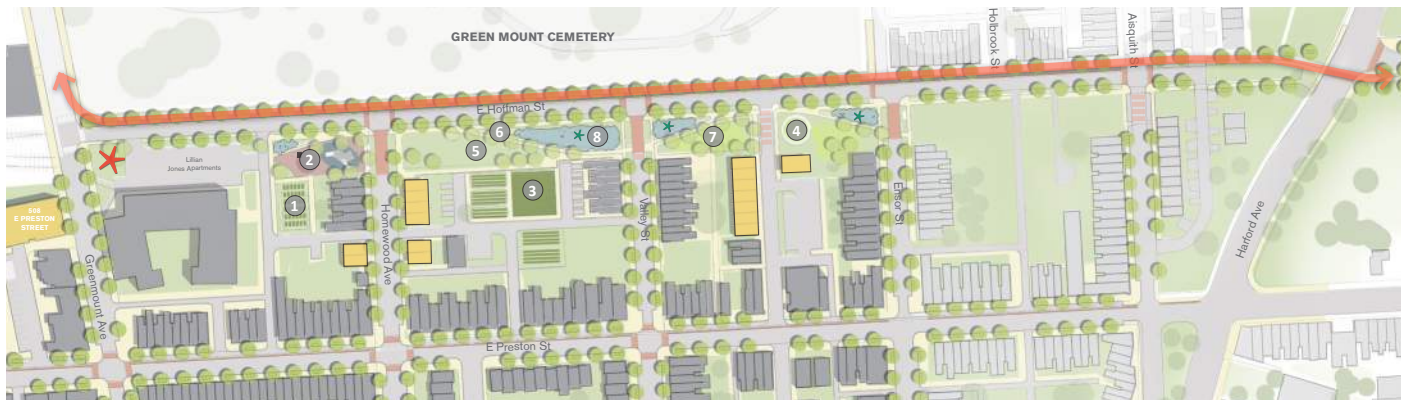 GREEN MOUNT CEMETERY
Holbrook St
Aisquith St
E Hoffman St
6
8
7
4
5
2
Lillian
Jones Apartments
3
1
508
E PRESTON
STREET
Homewood Ave
Valley St
Ensor St
Harford Ave
Greenmount Ave
E Preston St